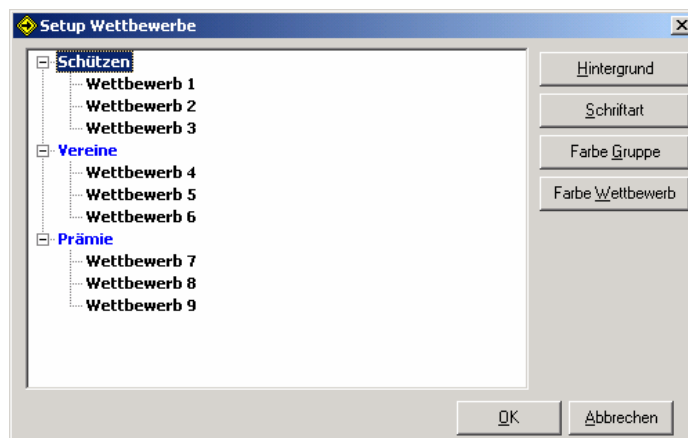 Setup Wettbewerbe
Schützen
Wettbewerb 1
Wettbewerb 2
Wettbewerb 3
Vereine
Wettbewerb 4
Wettbewerb 5
Wettbewerb 6
Prämie
Wettbewerb 7
Wettbewerb 8
Wettbewerb 9
Hintergrund
Schriftart
Farbe Gruppe
Farbe Wettbewerb
OK
Abbrechen